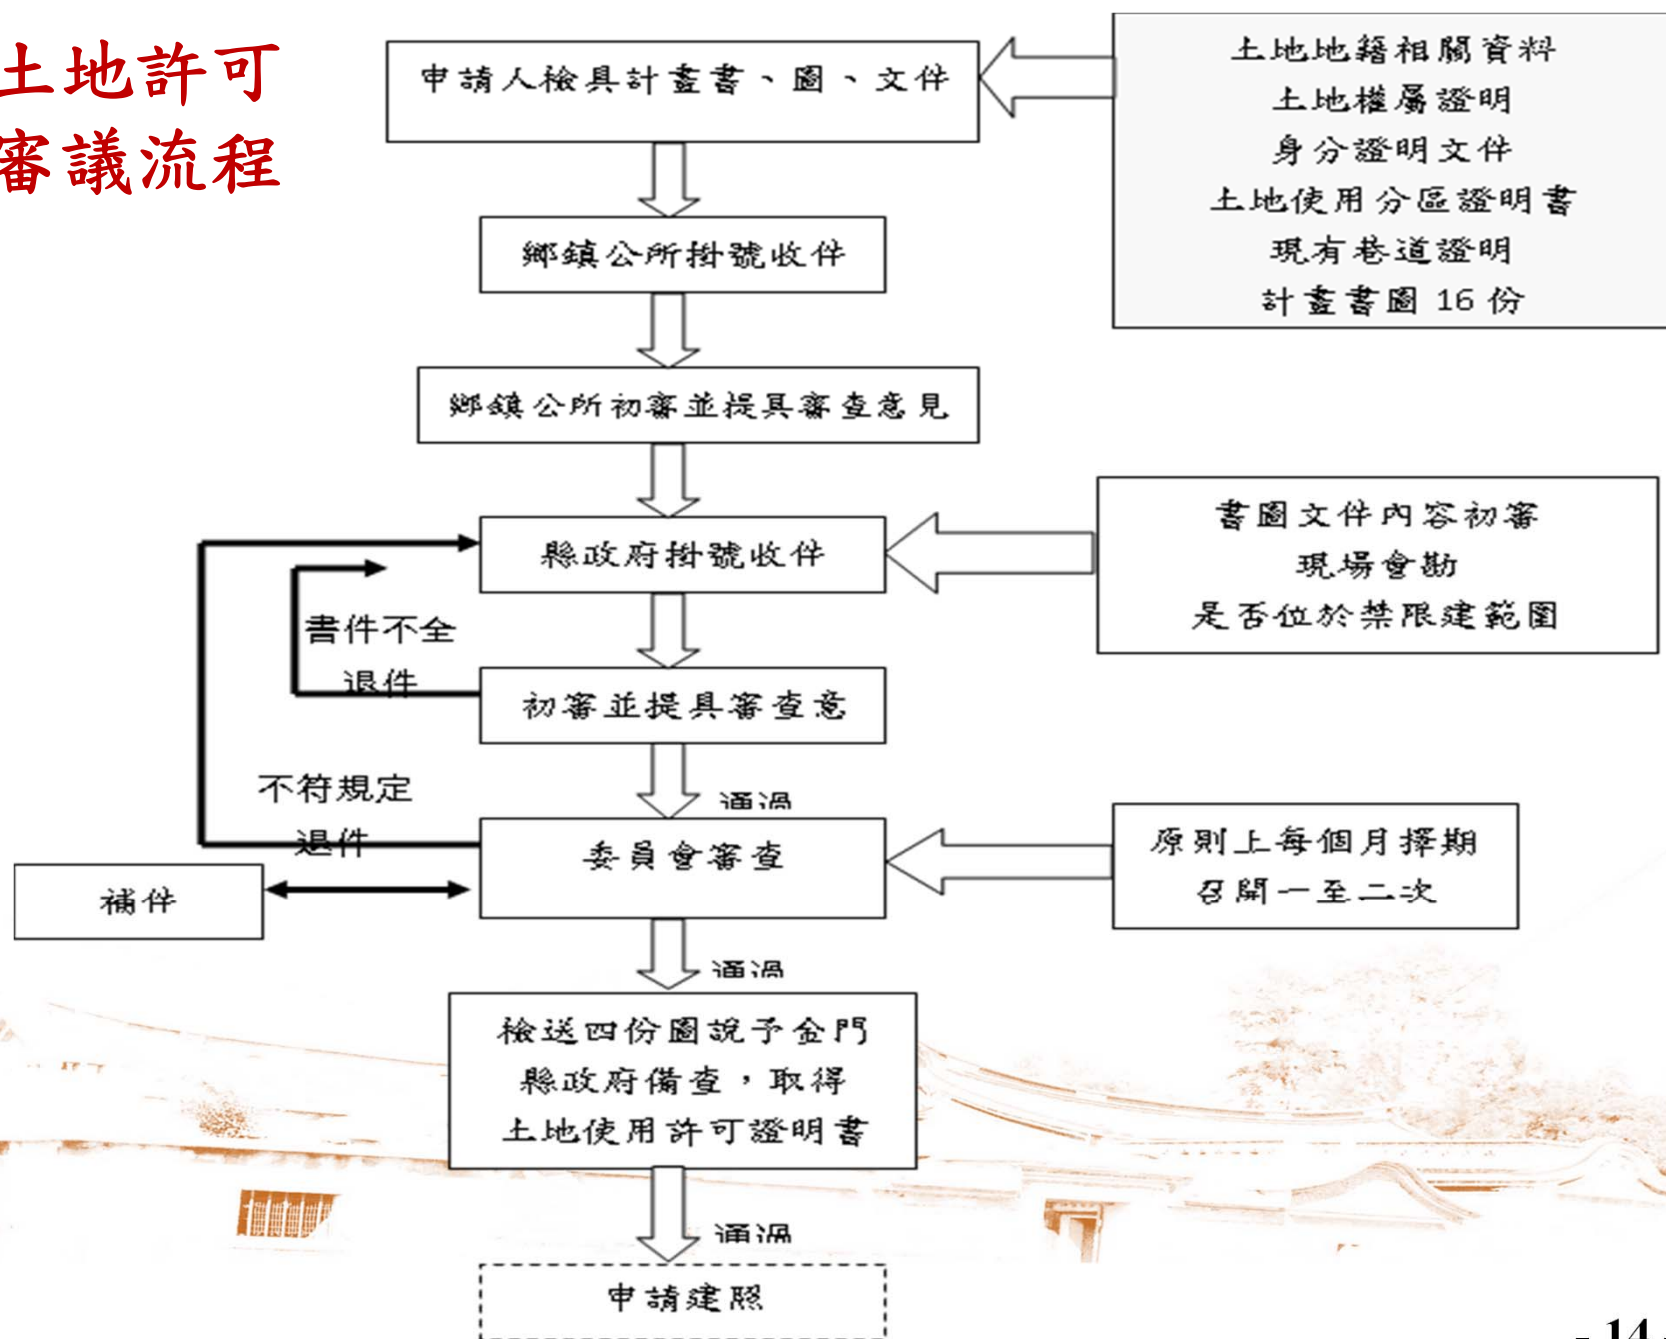 土地許可
審議流程
申請人檢具計畫書、圖、文件
土地地籍相關資料
土地權屬證明
身分證明文件
土地使用分區證明書
現有巷道證明
計畫書圖 16 份
鄉鎮公所掛號收件
鄉鎮公所初審並提具審查意見
縣政府掛號收件
書圖文件內容初審
現場會勘
是否位於禁限建範圍
書件不全
退件
初審並提具審查意
通過
不符規定
退件
委員會審查
原則上每個月擇期
召開一至二次
補件
通過
檢送四份圖說予金門
縣政府備查，取得
土地使用許可證明書
通過
申請建照
- 14 -